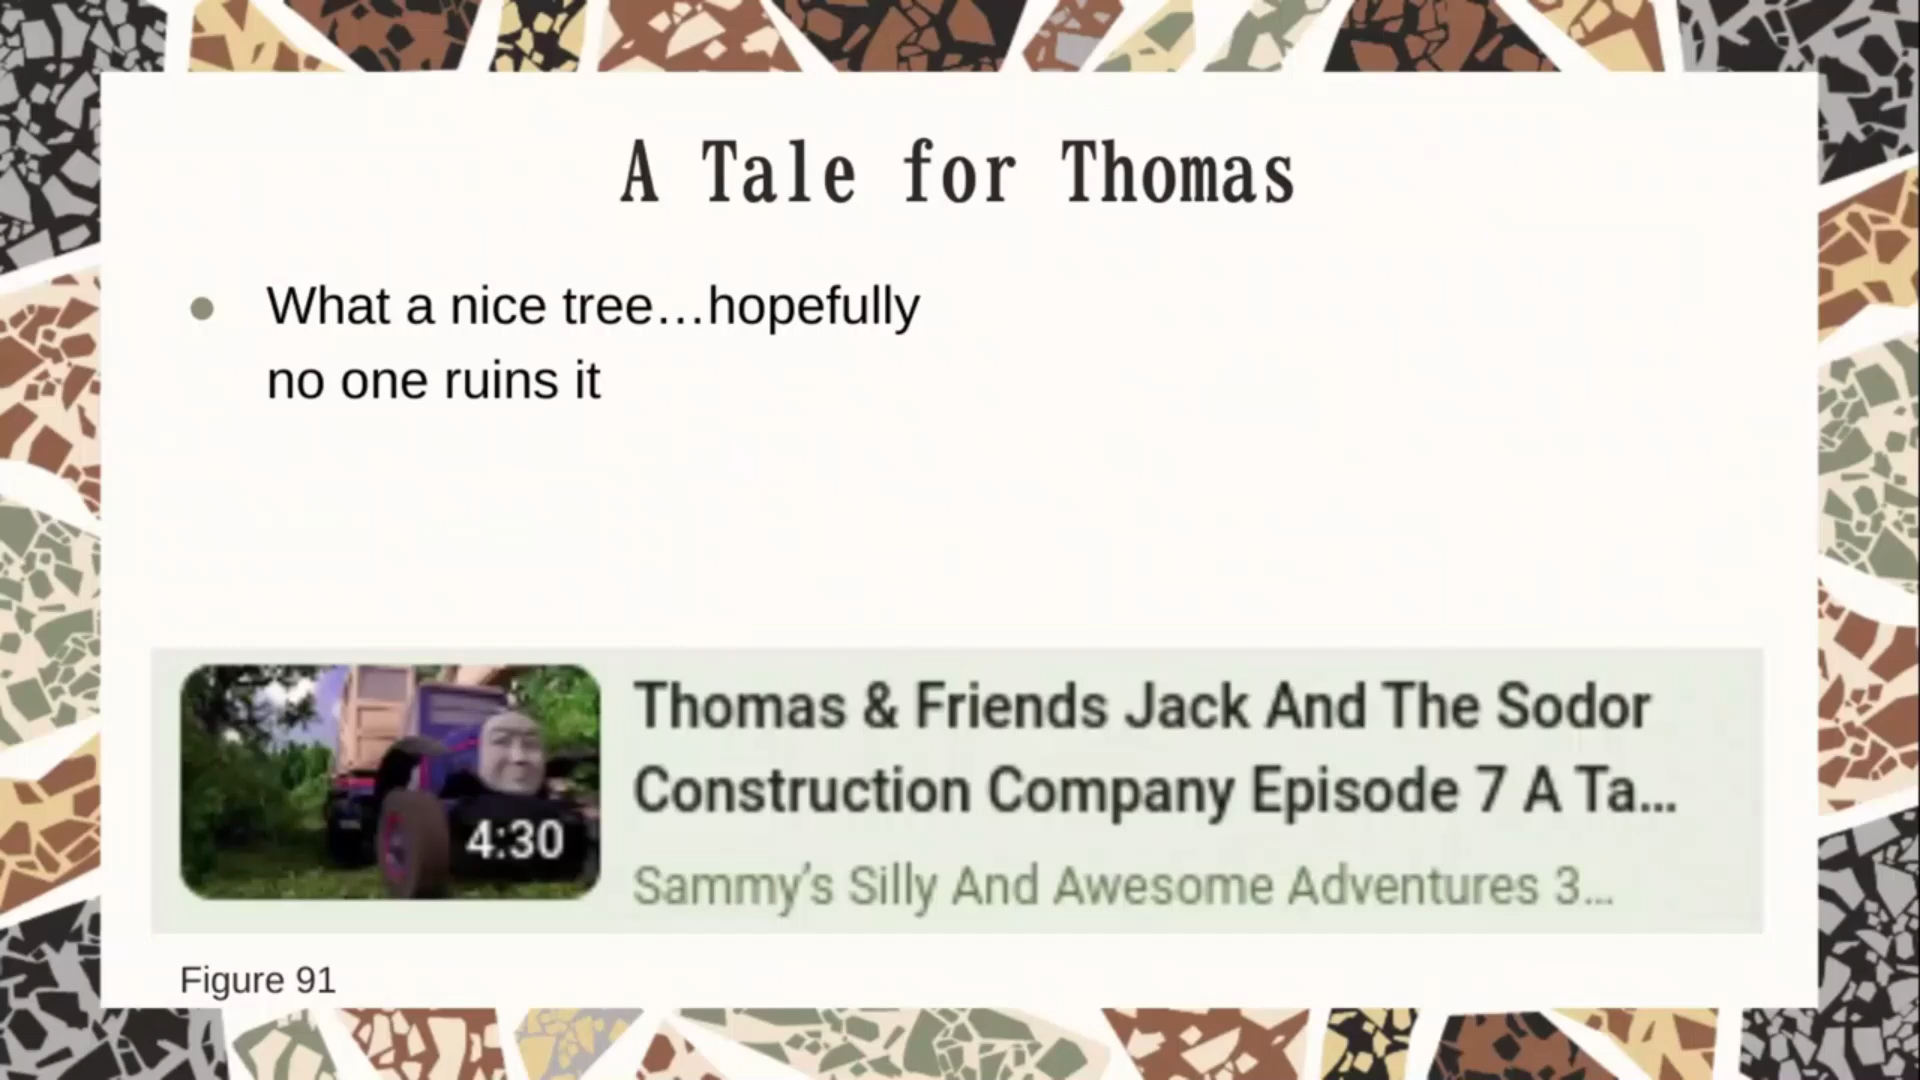 A Tale for Thomas
What a nice tree…hopefully
no one ruins it
4:30
Thomas & Friends Jack And The Sodor
Construction Company Episode 7 A Ta...
Sammy's Silly And Awesome Adventures 3...
Figure 91